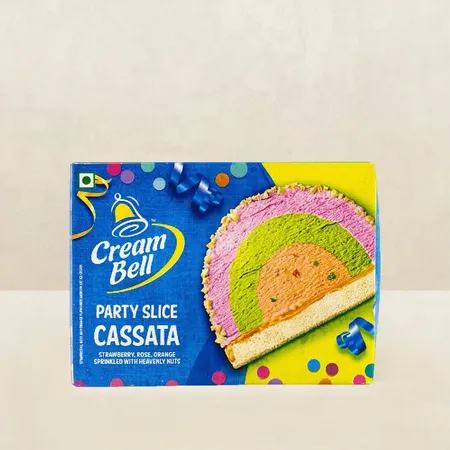 Cream
Bell
PARTY SLICE
CASSATA
STRAWBERRY, ROSE, ORANGE
SPRINKLED WITH HEAVENLY NUTS